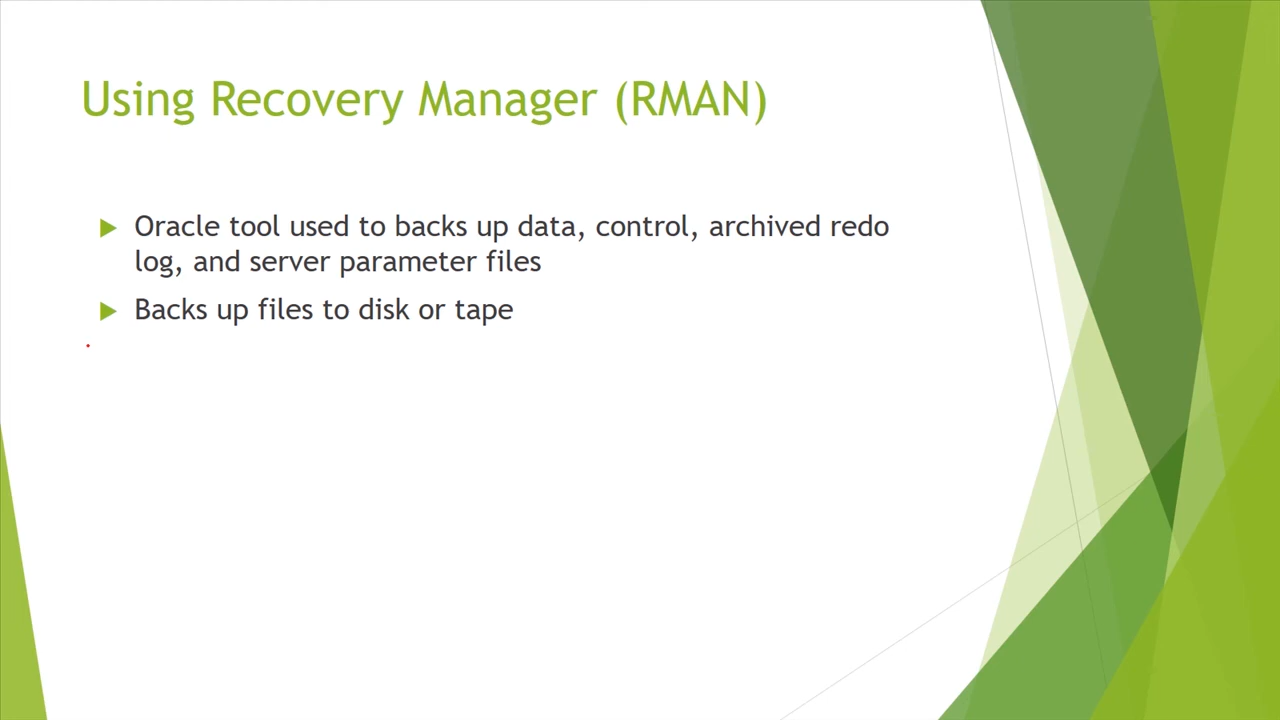 Using Recovery Manager (RMAN)
Oracle tool used to backs up data, control, archived redo
log, and server parameter files
Backs up files to disk or tape